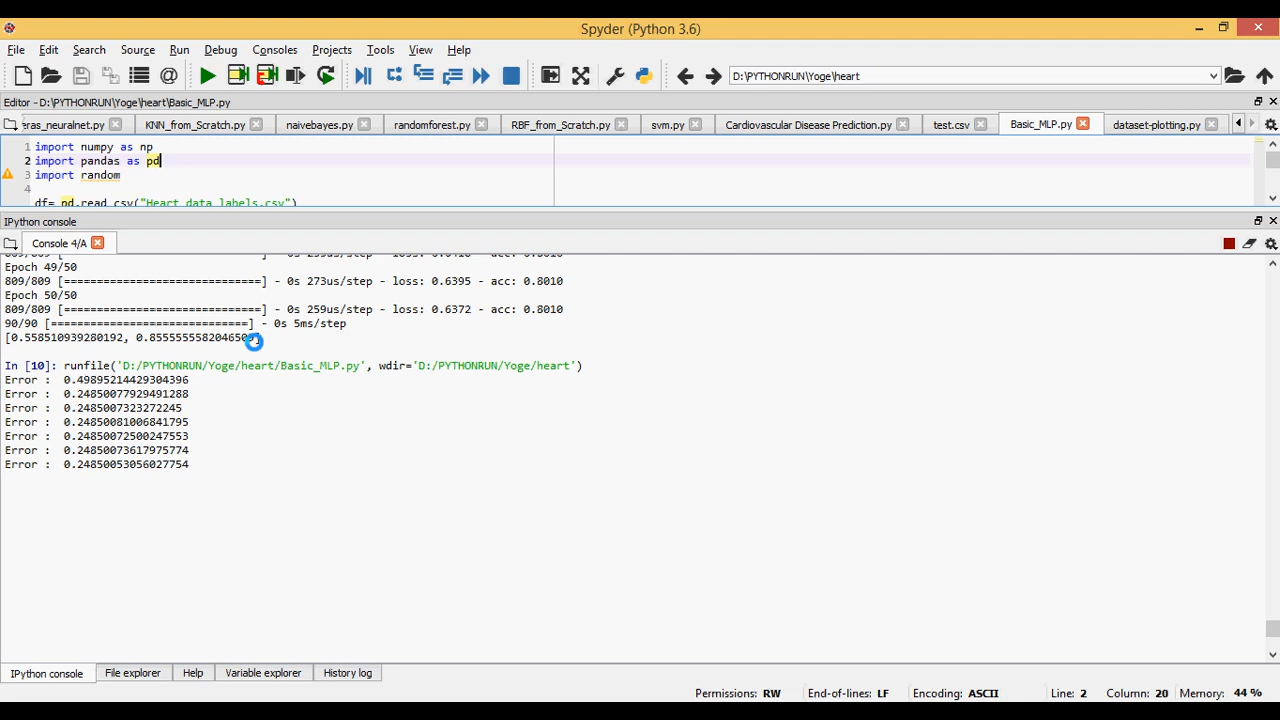 Spyder (Python 3.6)
File Edit Search Source Run Debug Consoles Projects Tools View Help
D:\PYTHONRUN\Yoge\heart
Editor - D:\PYTHONRUN\Yoge\heart\Basic_MLP.py
eras_neuralnet.py KNN_from_Scratch.py naivebayes.py randomforest.py RBF_from_Scratch.py svm.py Cardiovascular Disease Prediction.py test.csv Basic_MLP.py dataset-plotting.py
1 import numpy as np
2 import pandas as pd
3 import random
4
df= pd.read_csv("Heart_data_labels.csv")
IPython console
Console 4/A
Epoch 49/50
809/809 [==============================] - 0s 273us/step - loss: 0.6395 - acc: 0.8010
Epoch 50/50
809/809 [==============================] - 0s 259us/step - loss: 0.6372 - acc: 0.8010
90/90 [==============================] - 0s 5ms/step
[0.558510939280192,
In [10]: runfile('D:/PYTHONRUN/Yoge/heart/Basic_MLP.py', wdir='D:/PYTHONRUN/Yoge/heart')
Error : 0.49895214429304396
Error : 0.24850077929491288
Error : 0.2485007323272245
Error : 0.24850081006841795
Error : 0.24850072500247553
Error : 0.24850073617975774
Error : 0.24850053056027754
IPython console File explorer Help Variable explorer History log
Permissions: RW End-of-lines: LF Encoding: ASCII Line: 2 Column: 20 Memory: 44 %